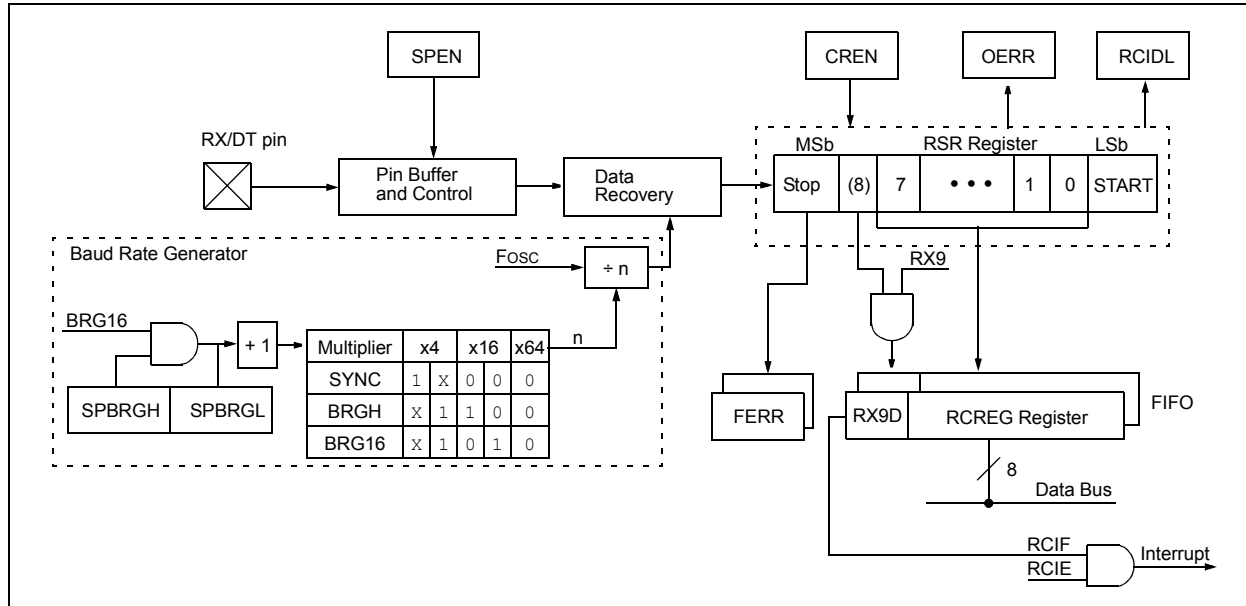 SPEN
CREN
OERR
RCIDL
RX/DT pin
Pin Buffer
and Control
Data
Recovery
MSb
RSR Register
LSb
Stop (8) 7 • • • 1 0 START
Baud Rate Generator
FOSC
÷ n
RX9
BRG16
+ 1
n
SPBRGH SPBRGL
Multiplier x4 x16 x64
SYNC 1 X 0 0 0
BRGH X 1 1 0 0
BRG16 X 1 0 1 0
FERR
RX9D RCREG Register
FIFO
8
Data Bus
RCIF
RCIE
Interrupt